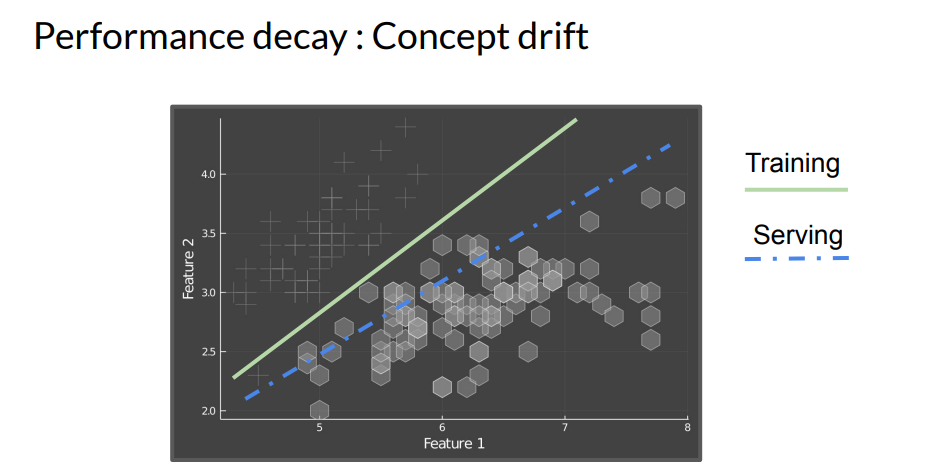 Performance decay : Concept drift
4.0
3.5
3.0
2.5
2.0
Feature 2
5 6 7 8
Feature 1
Training
Serving